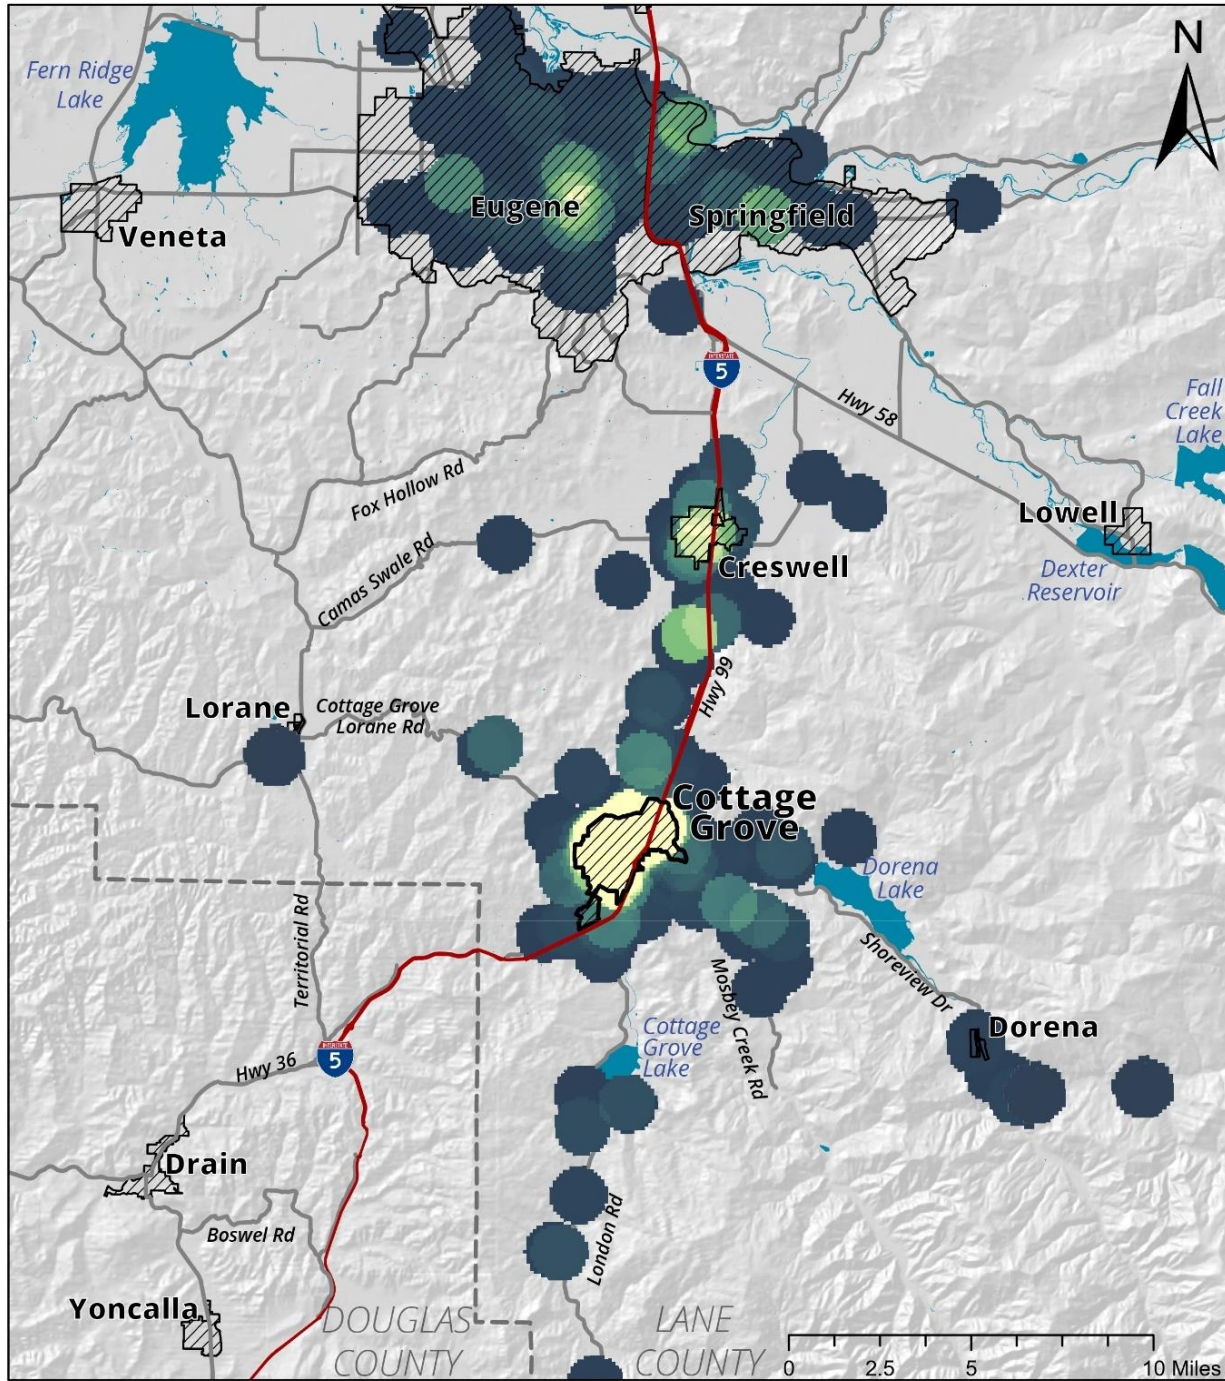 N
Fern Ridge
Lake
Eugene
Springfield
Veneta
INTERSTATE
5
Hwy 58
Fall
Creek
Lake
Fox Hollow Rd
Lowell
Camas Swale Rd
Creswell
Dexter
Reservoir
Hwy 99
Lorane
Cottage Grove
Lorane Rd
Cottage
Grove
Dorena
Lake
Territorial Rd
Shoreview Dr
Mosbey Creek Rd
Dorena
Cottage
Grove
Lake
INTERSTATE
5
Hwy 36
Drain
Boswel Rd
London Rd
Yoncalla
DOUGLAS
COUNTY
LANE
COUNTY
0 2.5 5 10 Miles